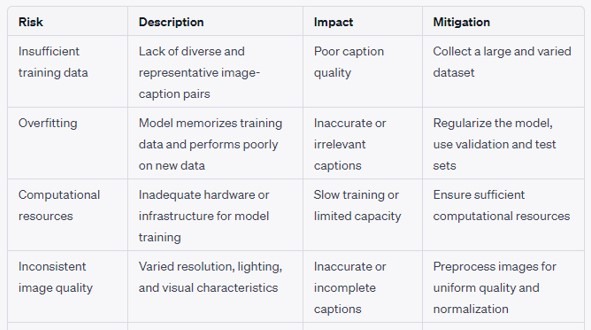 Risk Description Impact Mitigation
Insufficient Lack of diverse and Poor caption Collect a large and varied
training data representative image- quality dataset
caption pairs
Overfitting Model memorizes training Inaccurate or Regularize the model,
data and performs poorly irrelevant use validation and test
on new data captions sets
Computational Inadequate hardware or Slow training or Ensure sufficient
resources infrastructure for model limited capacity computational resources
training
Inconsistent Varied resolution, lighting, Inaccurate or Preprocess images for
image quality and visual characteristics incomplete uniform quality and
captions normalization